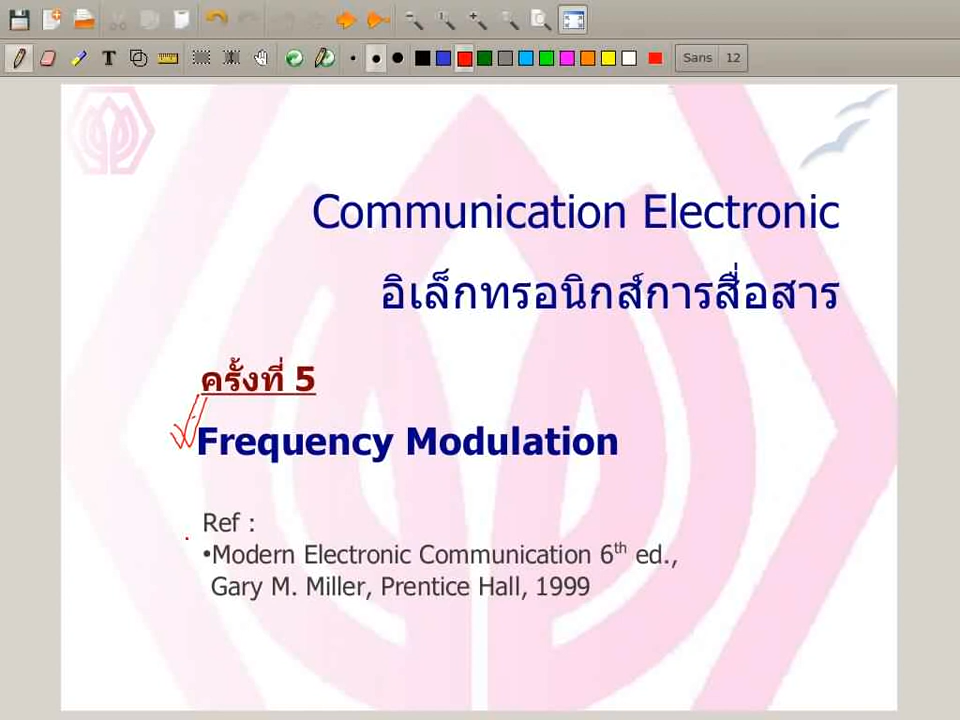 Sans 12
Communication Electronic
อิเล็กทรอนิกส์การสื่อสาร
ครั้งที่ 5
Frequency Modulation
Ref :
•Modern Electronic Communication 6th ed.,
Gary M. Miller, Prentice Hall, 1999